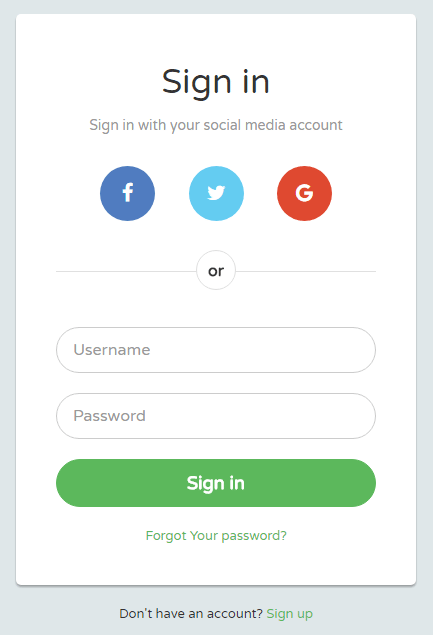 Sign in
Sign in with your social media account
or
Username
Password
Sign in
Forgot Your password?
Don't have an account? Sign up